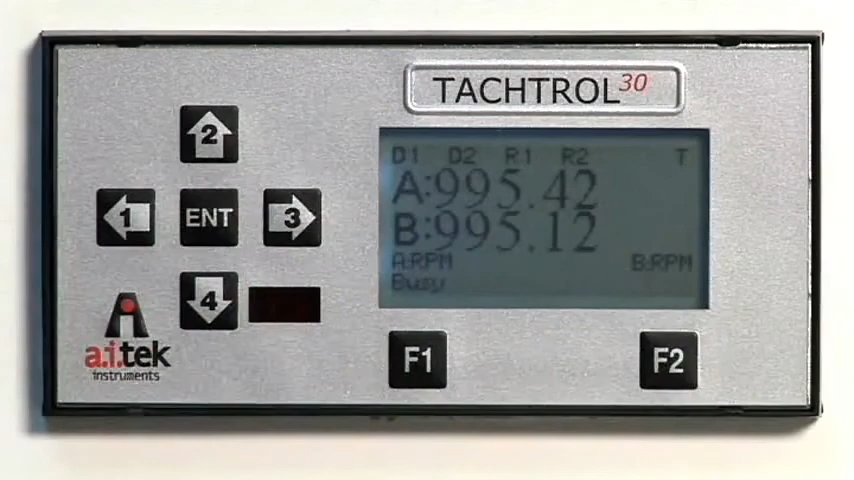 TACHTROL30
2
1 ENT 3
4
D1 D2 R1 R2 T
A:995.42
B:995.12
A:RPM B:RPM
Busy
F1 F2
a.i.tek
instruments